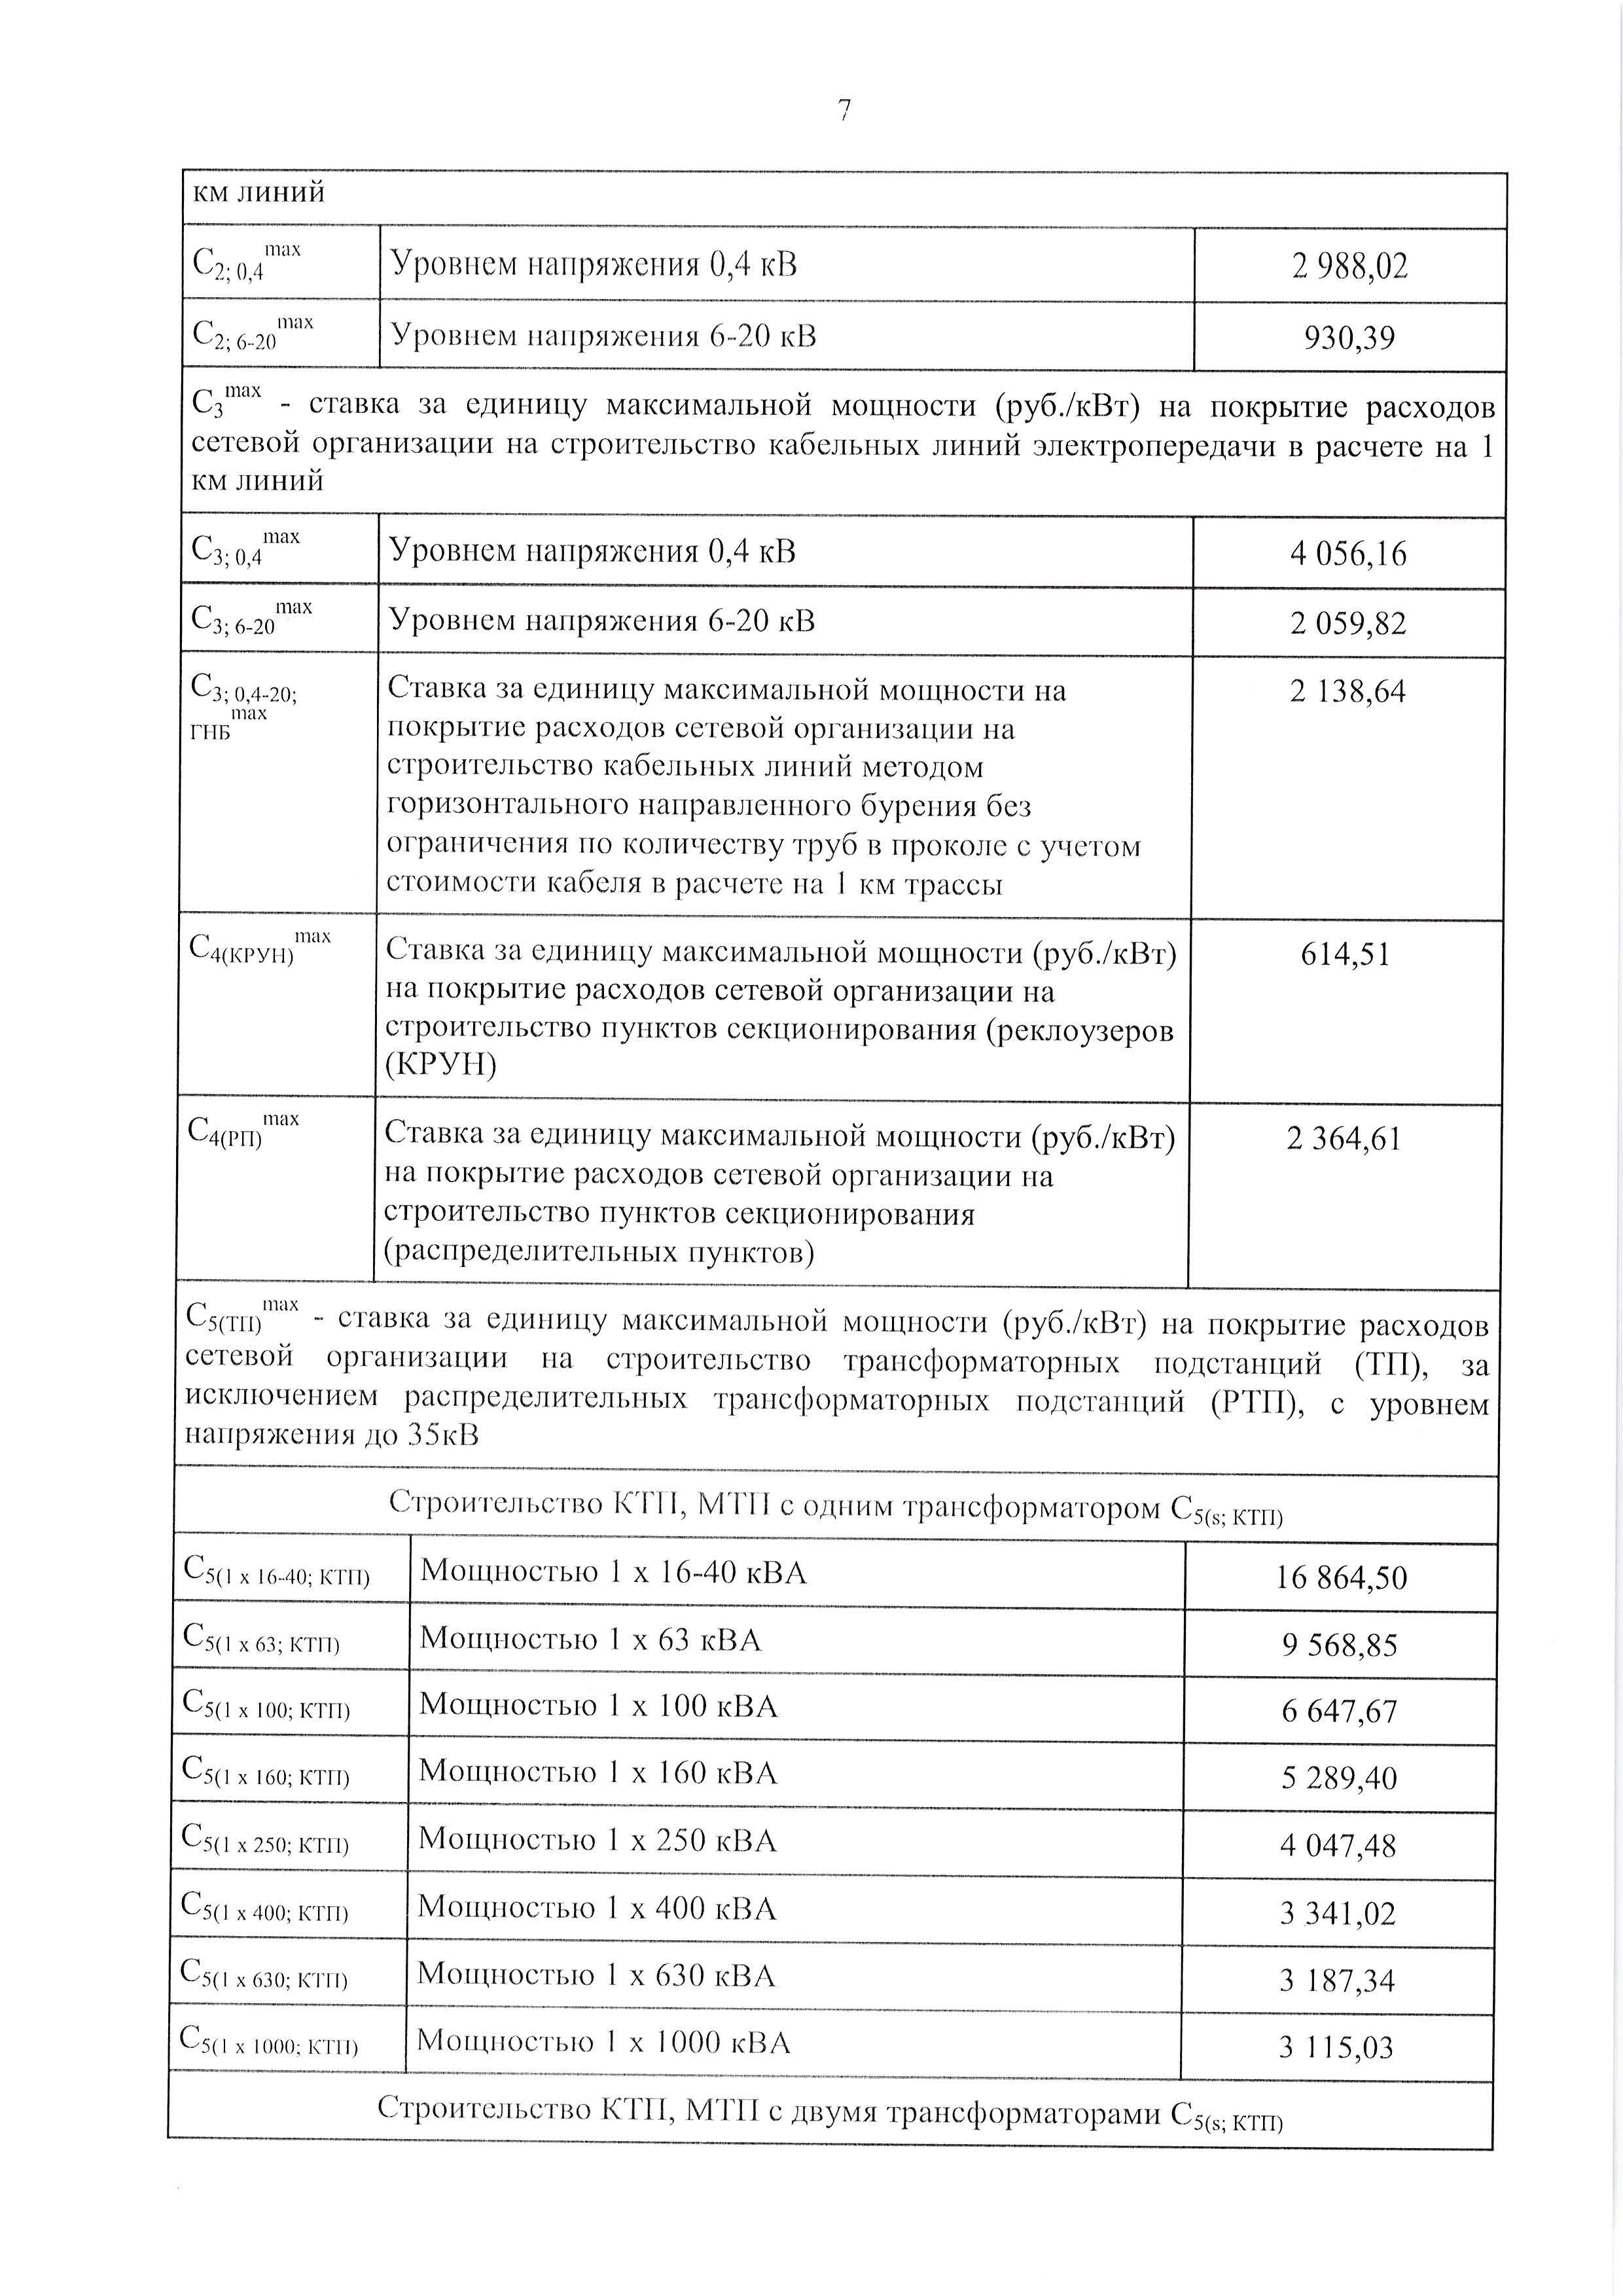 7
км линий
C2; 0,4 max Уровнем напряжения 0,4 кВ 2 988,02
C2; 6-20 max Уровнем напряжения 6-20 кВ 930,39
C3 max - ставка за единицу максимальной мощности (руб./кВт) на покрытие расходов
сетевой организации на строительство кабельных линий электропередачи в расчете на 1
км линий
C3; 0,4 max Уровнем напряжения 0,4 кВ 4 056,16
C3; 6-20 max Уровнем напряжения 6-20 кВ 2 059,82
C3; 0,4-20; Ставка за единицу максимальной мощности на 2 138,64
ГНБ max покрытие расходов сетевой организации на
строительство кабельных линий методом
горизонтального направленного бурения без
ограничения по количеству труб в проколе с учетом
стоимости кабеля в расчете на 1 км трассы
C4(КРУН) max Ставка за единицу максимальной мощности (руб./кВт) 614,51
на покрытие расходов сетевой организации на
строительство пунктов секционирования (реклоузеров
(КРУН)
C4(РП) max Ставка за единицу максимальной мощности (руб./кВт) 2 364,61
на покрытие расходов сетевой организации на
строительство пунктов секционирования
(распределительных пунктов)
C5(ТП) max - ставка за единицу максимальной мощности (руб./кВт) на покрытие расходов
сетевой организации на строительство трансформаторных подстанций (ТП), за
исключением распределительных трансформаторных подстанций (РТП), с уровнем
напряжения до 35кВ
Строительство КТП, МТП с одним трансформатором C5(s; КТП)
C5(1 x 16-40; КТП) Мощностью 1 x 16-40 кВА 16 864,50
C5(1 x 63; КТП) Мощностью 1 x 63 кВА 9 568,85
C5(1 x 100; КТП) Мощностью 1 x 100 кВА 6 647,67
C5(1 x 160; КТП) Мощностью 1 x 160 кВА 5 289,40
C5(1 x 250; КТП) Мощностью 1 x 250 кВА 4 047,48
C5(1 x 400; КТП) Мощностью 1 x 400 кВА 3 341,02
C5(1 x 630; КТП) Мощностью 1 x 630 кВА 3 187,34
C5(1 x 1000; КТП) Мощностью 1 x 1000 кВА 3 115,03
Строительство КТП, МТП с двумя трансформаторами C5(s; КТП)